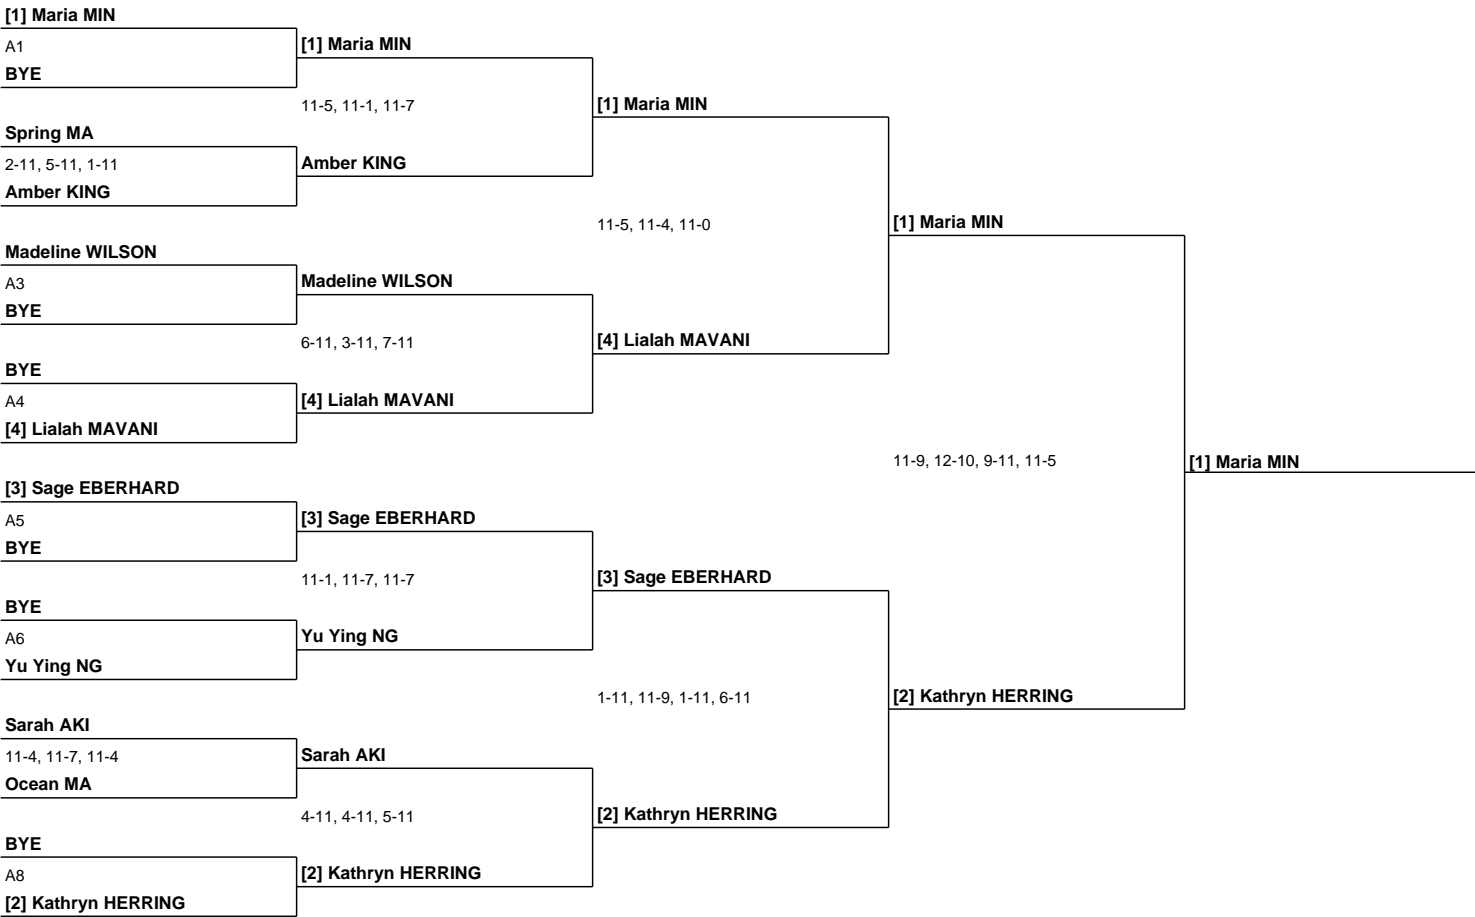 [1] Maria MIN
A1
BYE
Spring MA
2-11, 5-11, 1-11
Amber KING
Madeline WILSON
A3
BYE
BYE
A4
[4] Lialah MAVANI
[3] Sage EBERHARD
A5
BYE
BYE
A6
Yu Ying NG
Sarah AKI
11-4, 11-7, 11-4
Ocean MA
BYE
A8
[2] Kathryn HERRING
[1] Maria MIN
11-5, 11-1, 11-7
Amber KING
Madeline WILSON
6-11, 3-11, 7-11
[4] Lialah MAVANI
[3] Sage EBERHARD
11-1, 11-7, 11-7
Yu Ying NG
Sarah AKI
4-11, 4-11, 5-11
[2] Kathryn HERRING
[1] Maria MIN
11-5, 11-4, 11-0
[4] Lialah MAVANI
[3] Sage EBERHARD
1-11, 11-9, 1-11, 6-11
[2] Kathryn HERRING
[1] Maria MIN
11-9, 12-10, 9-11, 11-5
[2] Kathryn HERRING
[1] Maria MIN